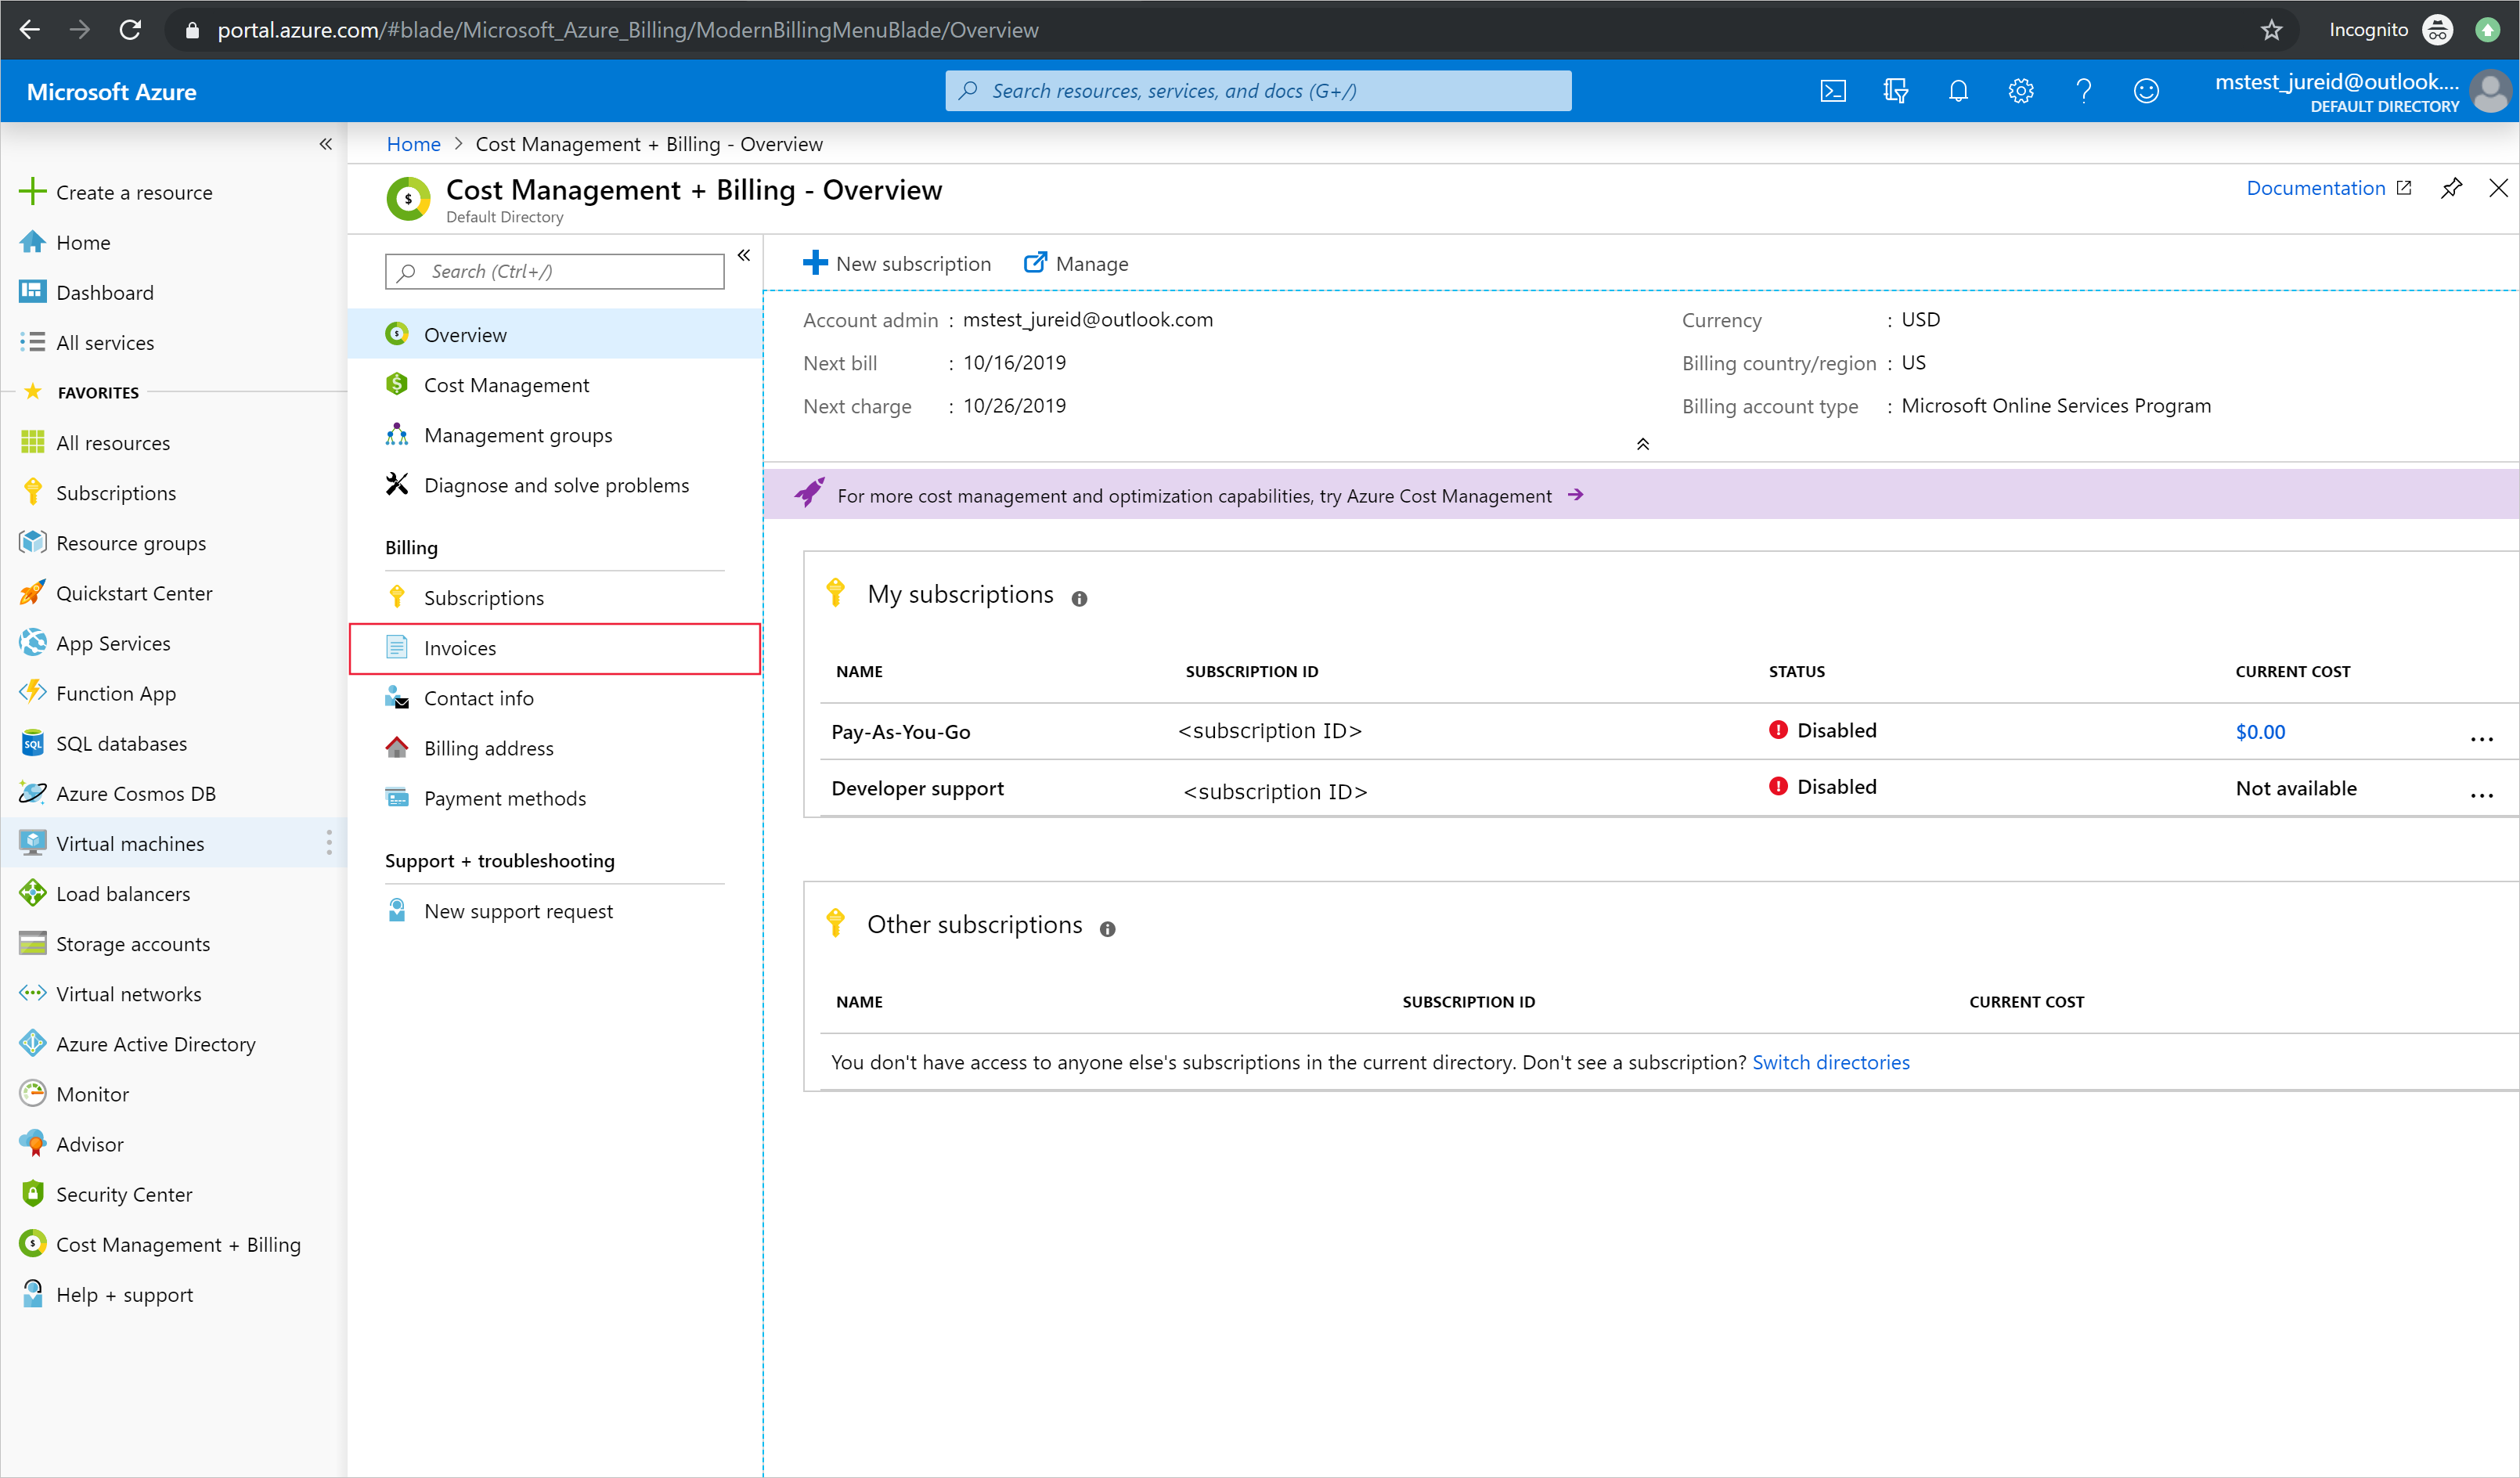 portal.azure.com/#blade/Microsoft_Azure_Billing/ModernBillingMenuBlade/Overview
Incognito
Microsoft Azure
Search resources, services, and docs (G+/)
mstest_jureid@outlook....
DEFAULT DIRECTORY
Create a resource
Home
Dashboard
All services
FAVORITES
All resources
Subscriptions
Resource groups
Quickstart Center
App Services
Function App
SQL
SQL databases
Azure Cosmos DB
Virtual machines
Load balancers
Storage accounts
Virtual networks
Azure Active Directory
Monitor
Advisor
Security Center
Cost Management + Billing
Help + support
Home > Cost Management + Billing - Overview
Cost Management + Billing - Overview
Default Directory
Documentation
Search (Ctrl+/)
Overview
Cost Management
Management groups
Diagnose and solve problems
Billing
Subscriptions
Invoices
Contact info
Billing address
Payment methods
Support + troubleshooting
New support request
New subscription
Manage
Account admin : mstest_jureid@outlook.com
Next bill : 10/16/2019
Next charge : 10/26/2019
Currency : USD
Billing country/region : US
Billing account type : Microsoft Online Services Program
For more cost management and optimization capabilities, try Azure Cost Management →
My subscriptions
NAME SUBSCRIPTION ID STATUS CURRENT COST
Pay-As-You-Go <subscription ID> Disabled $0.00 ...
Developer support <subscription ID> Disabled Not available ...
Other subscriptions
NAME SUBSCRIPTION ID CURRENT COST
You don't have access to anyone else's subscriptions in the current directory. Don't see a subscription? Switch directories